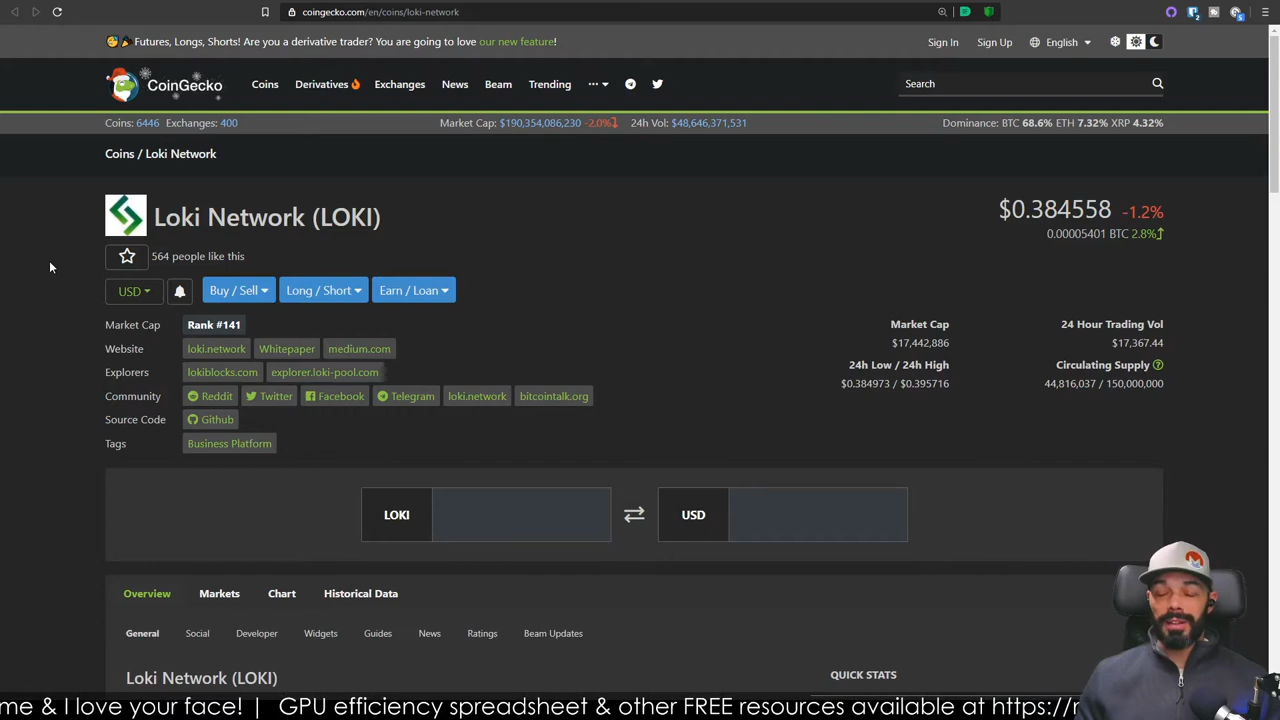 coingecko.com/en/coins/loki-network
Futures, Longs, Shorts! Are you a derivative trader? You are going to love our new feature!
Sign In Sign Up English
CoinGecko Coins Derivatives Exchanges News Beam Trending Search
Coins: 6446 Exchanges: 400 Market Cap: $190,354,086,230 -2.0% 24h Vol: $48,646,371,531 Dominance: BTC 68.6% ETH 7.32% XRP 4.32%
Coins / Loki Network
Loki Network (LOKI)
$0.384558 -1.2%
0.00005401 BTC 2.8%
564 people like this
USD Buy / Sell Long / Short Earn / Loan
Market Cap Rank #141
Website loki.network Whitepaper medium.com
Explorers lokiblocks.com explorer.loki-pool.com
Community Reddit Twitter Facebook Telegram loki.network bitcointalk.org
Source Code Github
Tags Business Platform
Market Cap 24 Hour Trading Vol
$17,442,886 $17,367.44
24h Low / 24h High Circulating Supply
$0.384973 / $0.395716 44,816,037 / 150,000,000
LOKI USD
Overview Markets Chart Historical Data
General Social Developer Widgets Guides News Ratings Beam Updates
Loki Network (LOKI) QUICK STATS
me & I love your face! | GPU efficiency spreadsheet & other FREE resources available at https://